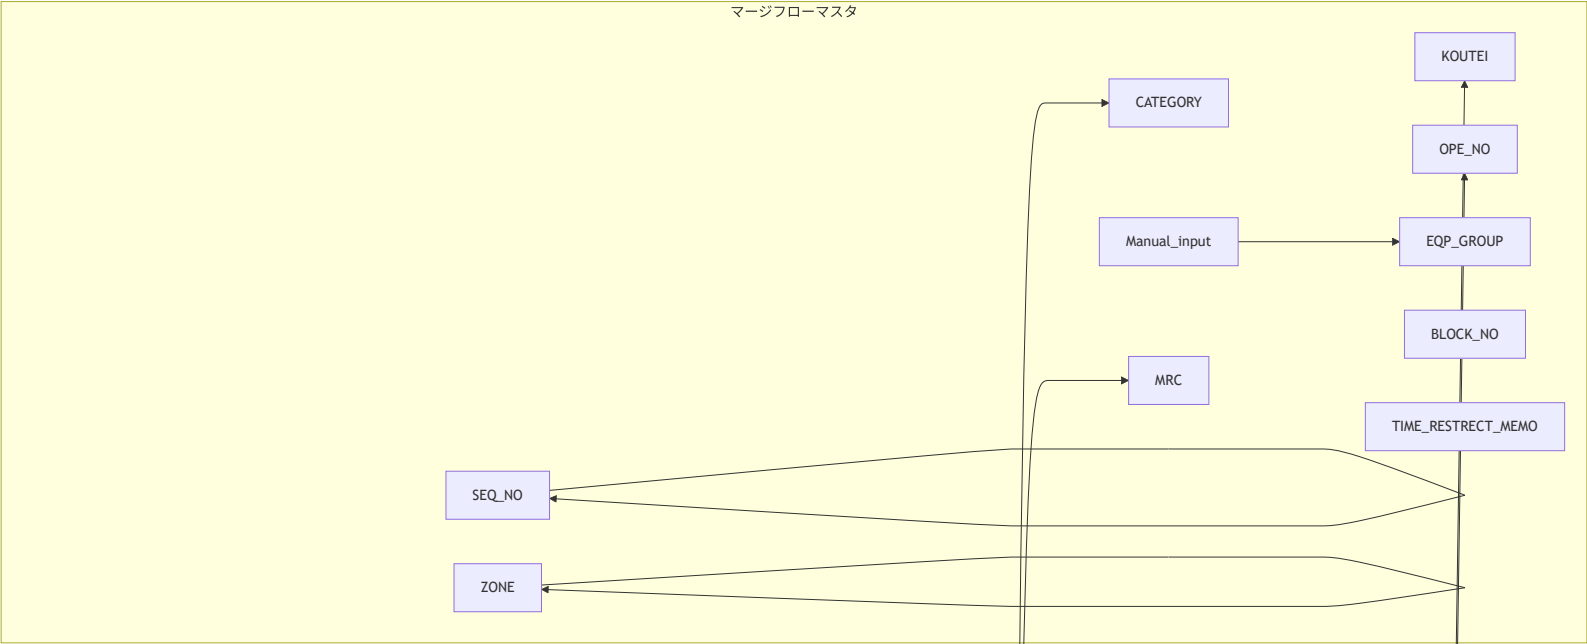 マージフローマスタ
KOUTEI
CATEGORY
OPE_NO
Manual_input
EQP_GROUP
BLOCK_NO
MRC
TIME_RESTRECT_MEMO
SEQ_NO
ZONE